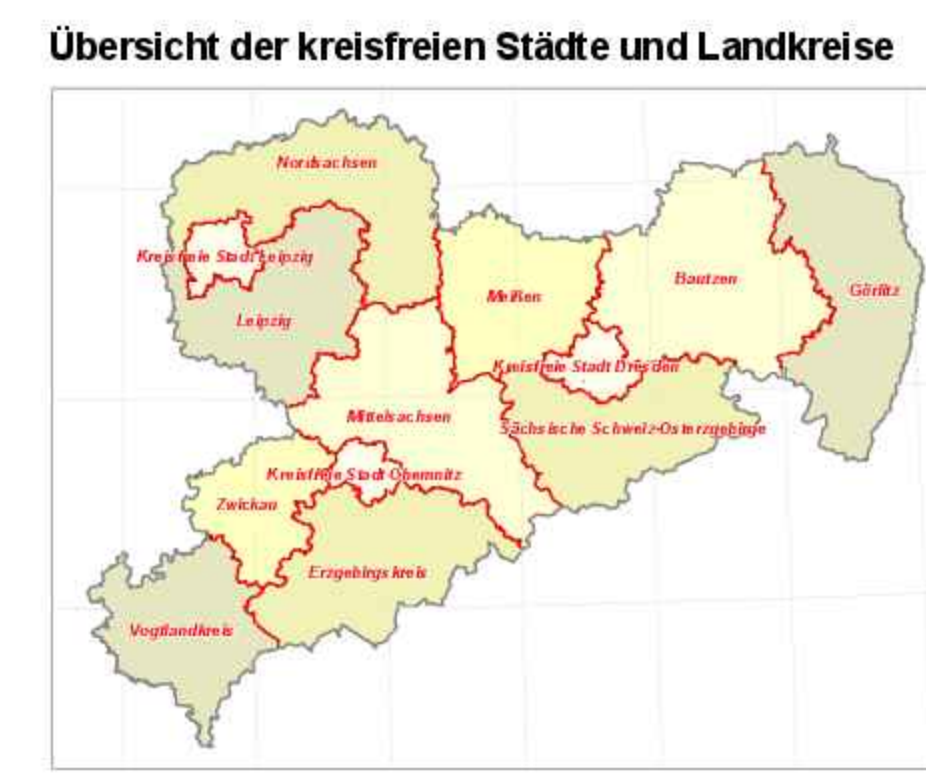 Übersicht der kreisfreien Städte und Landkreise
Nordsachsen
Kreisfreie Stadt Leipzig
Leipzig
Meißen
Bautzen
Görlitz
Kreisfreie Stadt Dresden
Mittelsachsen
Sächsische Schweiz-Osterzgebirge
Kreisfreie Stadt Chemnitz
Zwickau
Erzgebirgskreis
Vogtlandkreis